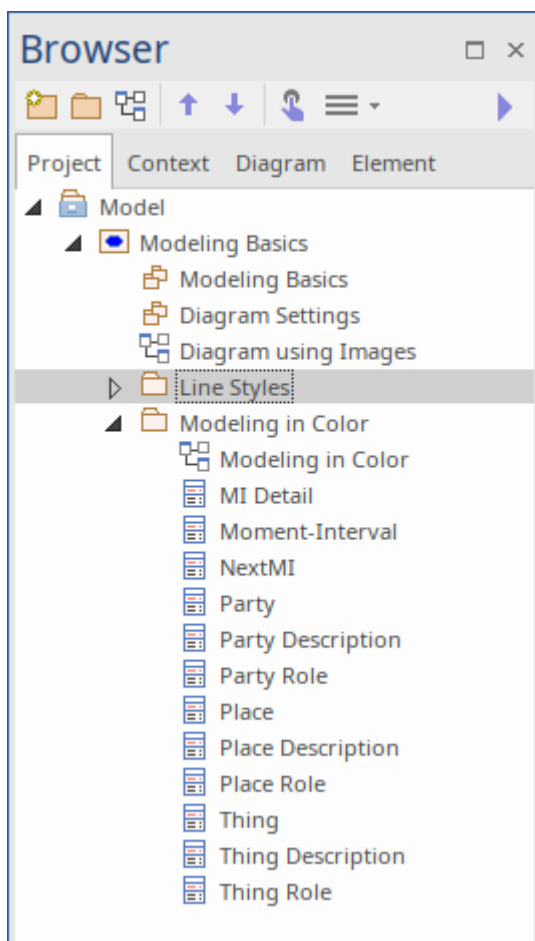 Browser
Project Context Diagram Element
Model
Modeling Basics
Modeling Basics
Diagram Settings
Diagram using Images
Line Styles
Modeling in Color
Modeling in Color
MI Detail
Moment-Interval
NextMI
Party
Party Description
Party Role
Place
Place Description
Place Role
Thing
Thing Description
Thing Role